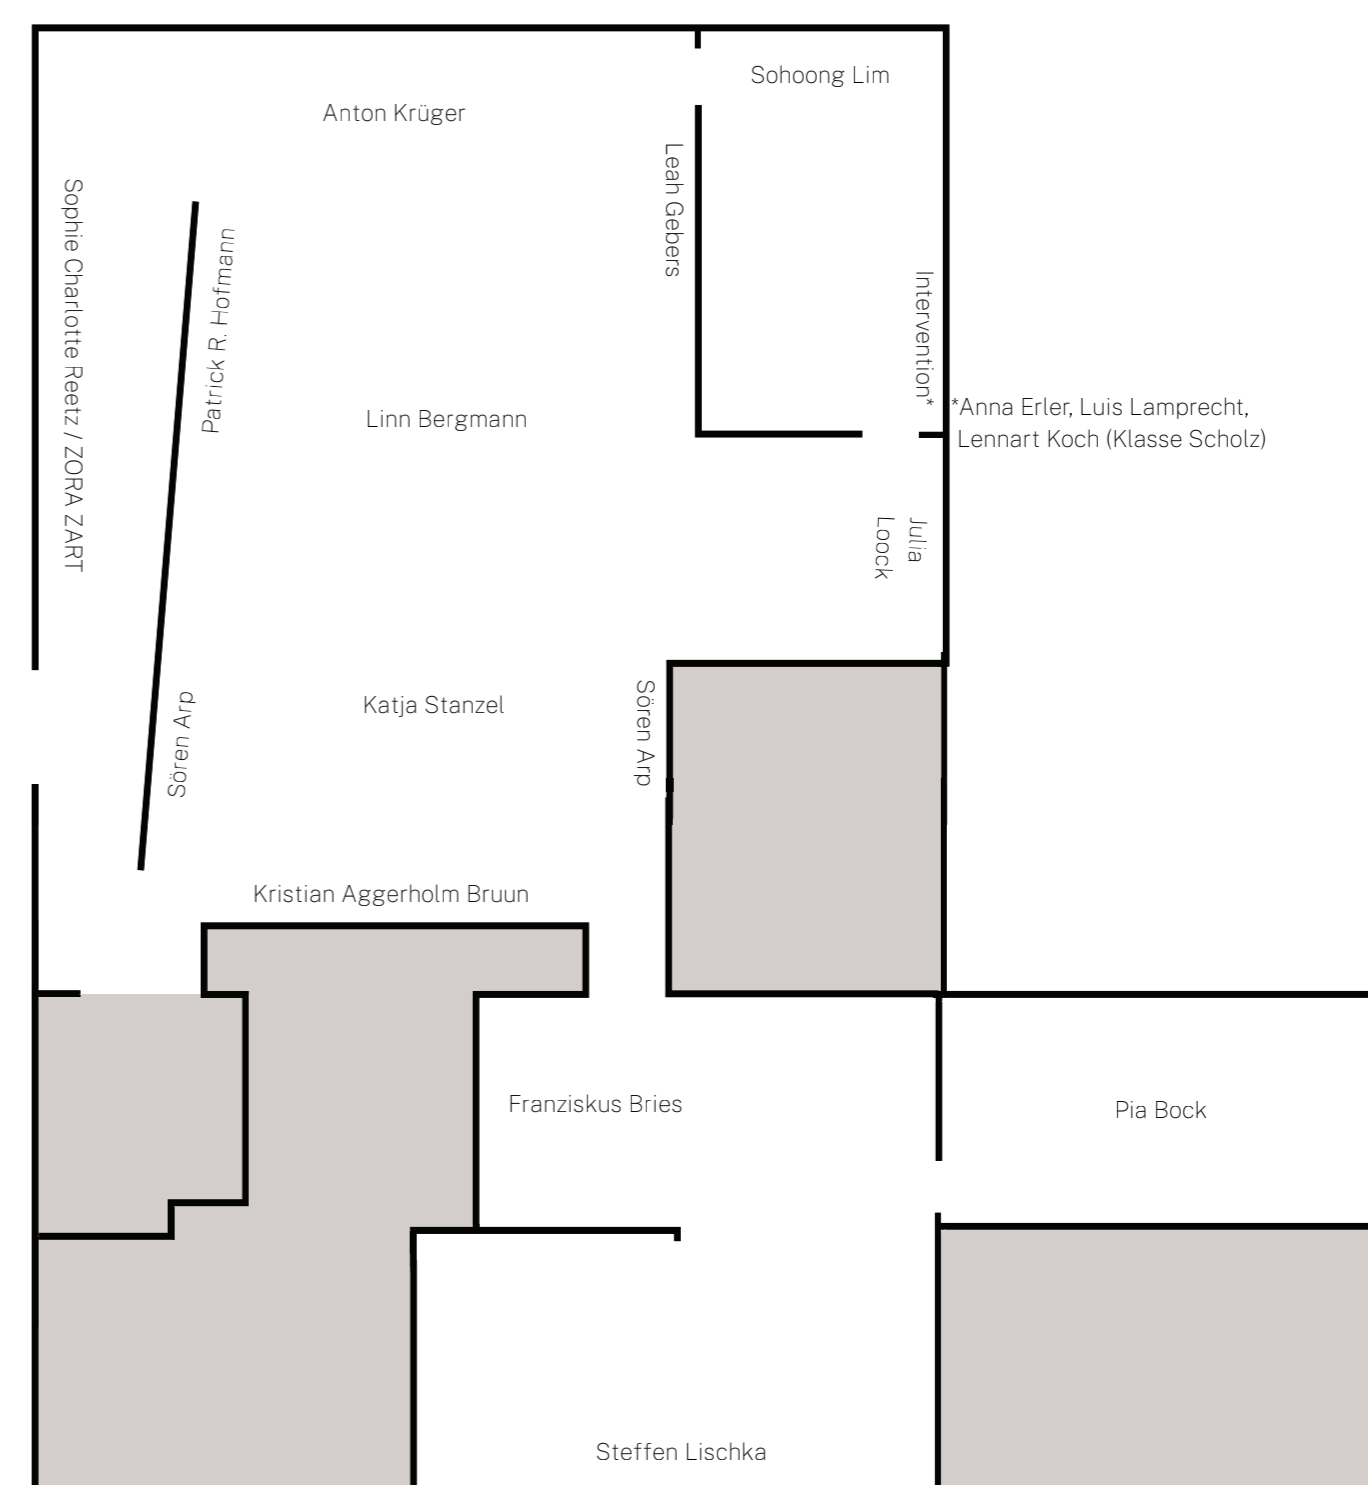 Sohoong Lim
Anton Krüger
Leah Gebers
Sophie Charlotte Reetz / ZORA ZART
Patrick R. Hofmann
Intervention*
*Anna Erler, Luis Lamprecht,
Lennart Koch (Klasse Scholz)
Linn Bergmann
Julia
Loock
Katja Stanzel
Sören Arp
Sören Arp
Kristian Aggerholm Bruun
Franziskus Bries
Pia Bock
Steffen Lischka